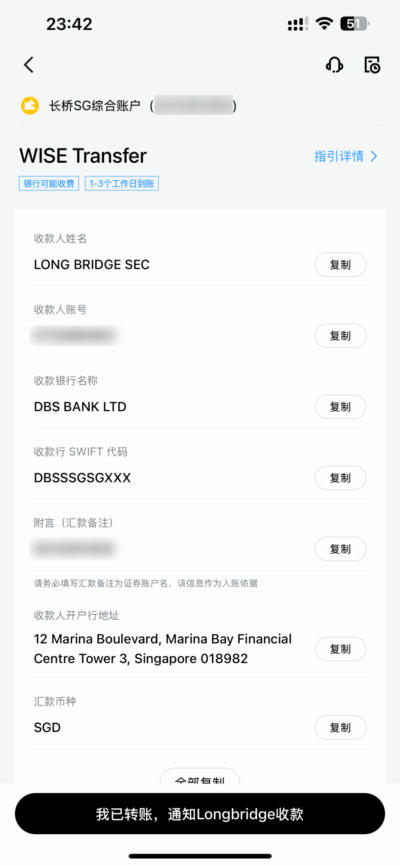 23:42
51
长桥SG综合账户（ ）
WISE Transfer
指引详情
银行可能收费
1-3个工作日到账
收款人姓名
LONG BRIDGE SEC
复制
收款人账号
复制
收款银行名称
DBS BANK LTD
复制
收款行 SWIFT 代码
DBSSSGSGXXX
复制
附言（汇款备注）
复制
请务必填写汇款备注为证券账户名，该信息作为入账依据
收款人开户行地址
12 Marina Boulevard, Marina Bay Financial
Centre Tower 3, Singapore 018982
复制
汇款币种
SGD
复制
全部复制
我已转账，通知Longbridge收款